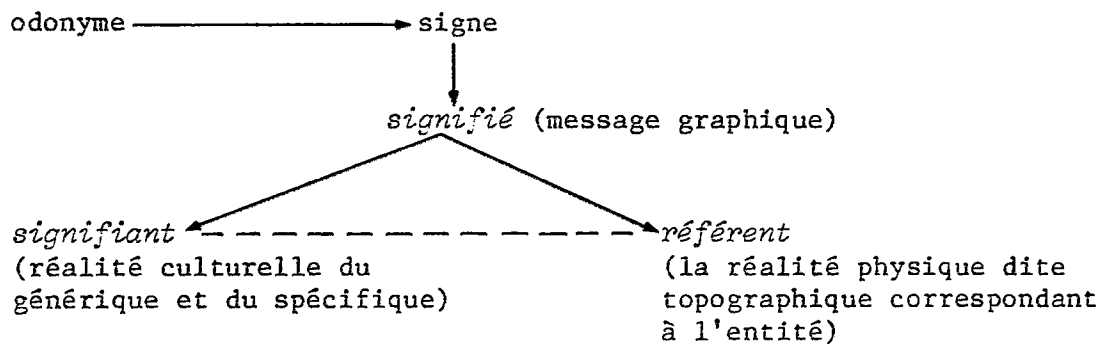 odonyme signe
signifié (message graphique)
signifiant référent
(réalité culturelle du (la réalité physique dite
générique et du spécifique) topographique correspondant
à l'entité)